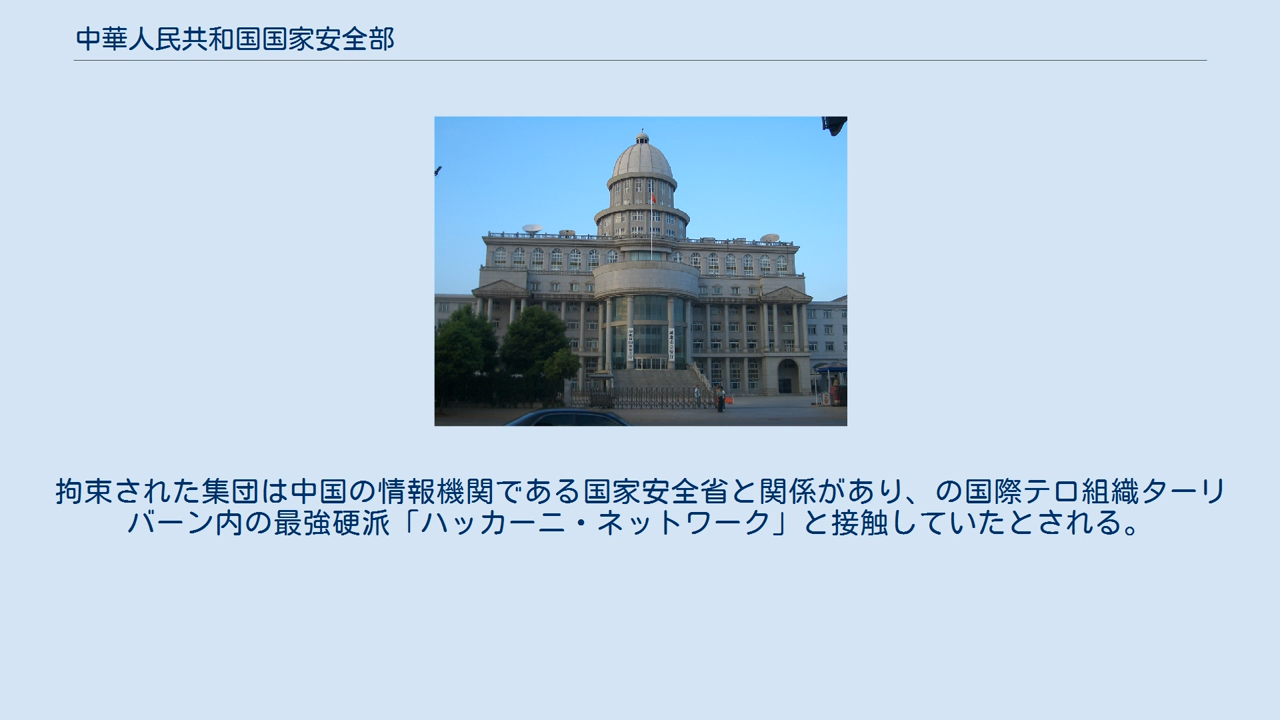 中華人民共和国国家安全部
拘束された集団は中国の情報機関である国家安全省と関係があり、の国際テロ組織ターリ
バーン内の最強硬派「ハッカーニ・ネットワーク」と接触していたとされる。